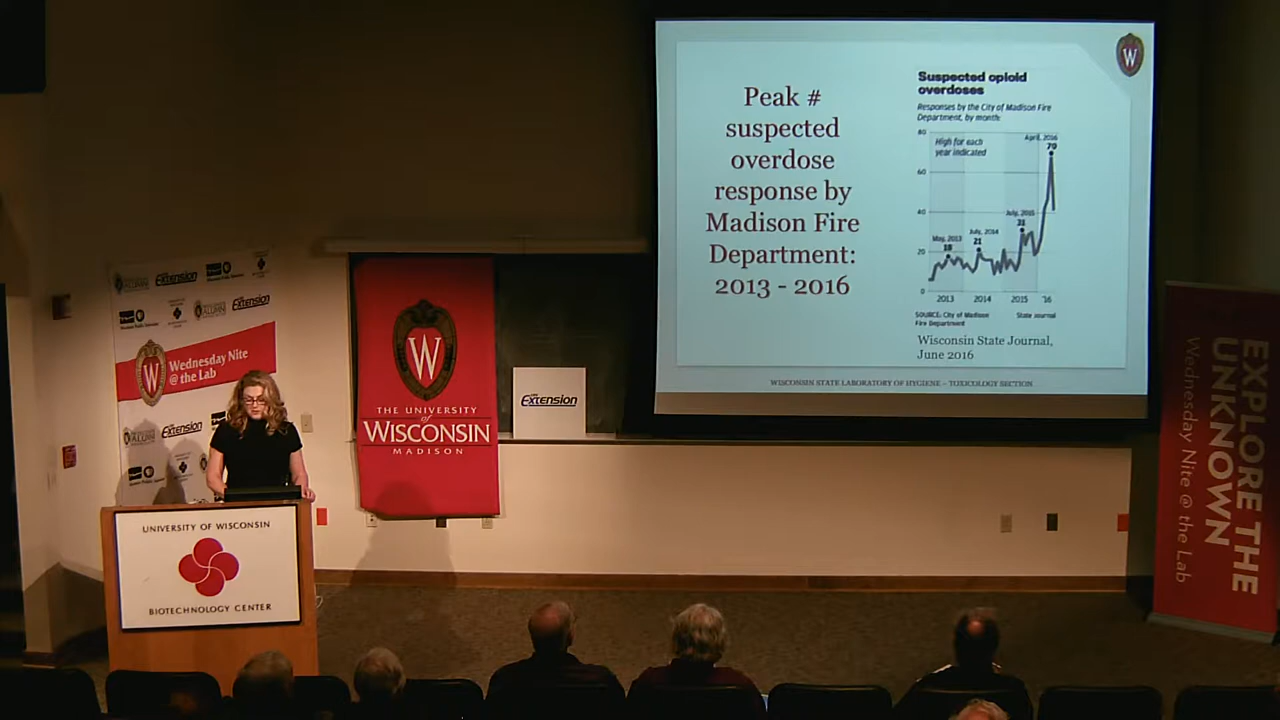 Peak #
suspected
overdose
response by
Madison Fire
Department:
2013 - 2016
W
Suspected opioid
overdoses
Responses by the City of Madison Fire
Department, by month:
80
High for each
year indicated
April, 2016
70
60
40
July, 2015
31
May, 2013
18
July, 2014
21
20
0
2013 2014 2015 '16
SOURCE: City of Madison
Fire Department
State Journal
Wisconsin State Journal,
June 2016
WISCONSIN STATE LABORATORY OF HYGIENE – TOXICOLOGY SECTION
Extension
Extension
W
Wednesday Nite
@ the Lab
Extension
W
THE UNIVERSITY
of
WISCONSIN
MADISON
Extension
UNIVERSITY OF WISCONSIN
BIOTECHNOLOGY CENTER
EXPLORE THE
UNKNOWN
Wednesday Nite @ the Lab